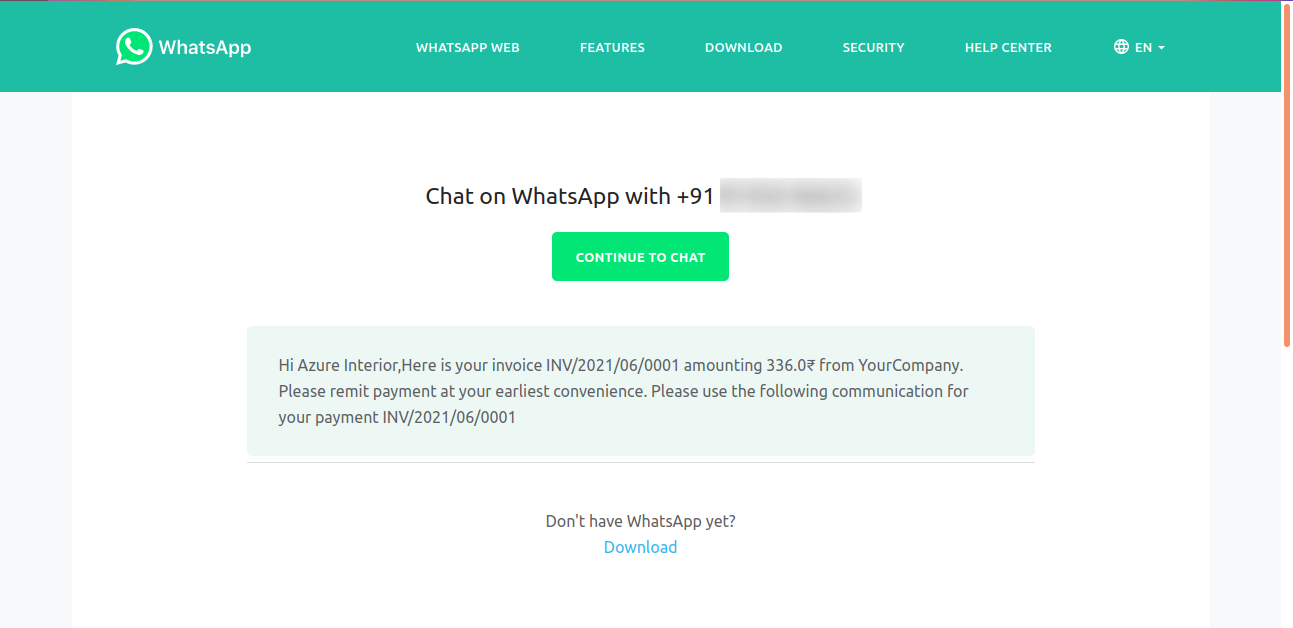 WhatsApp
WHATSAPP WEB
FEATURES
DOWNLOAD
SECURITY
HELP CENTER
EN
Chat on WhatsApp with +91
CONTINUE TO CHAT
Hi Azure Interior,Here is your invoice INV/2021/06/0001 amounting 336.0₹ from YourCompany.
Please remit payment at your earliest convenience. Please use the following communication for
your payment INV/2021/06/0001
Don't have WhatsApp yet?
Download